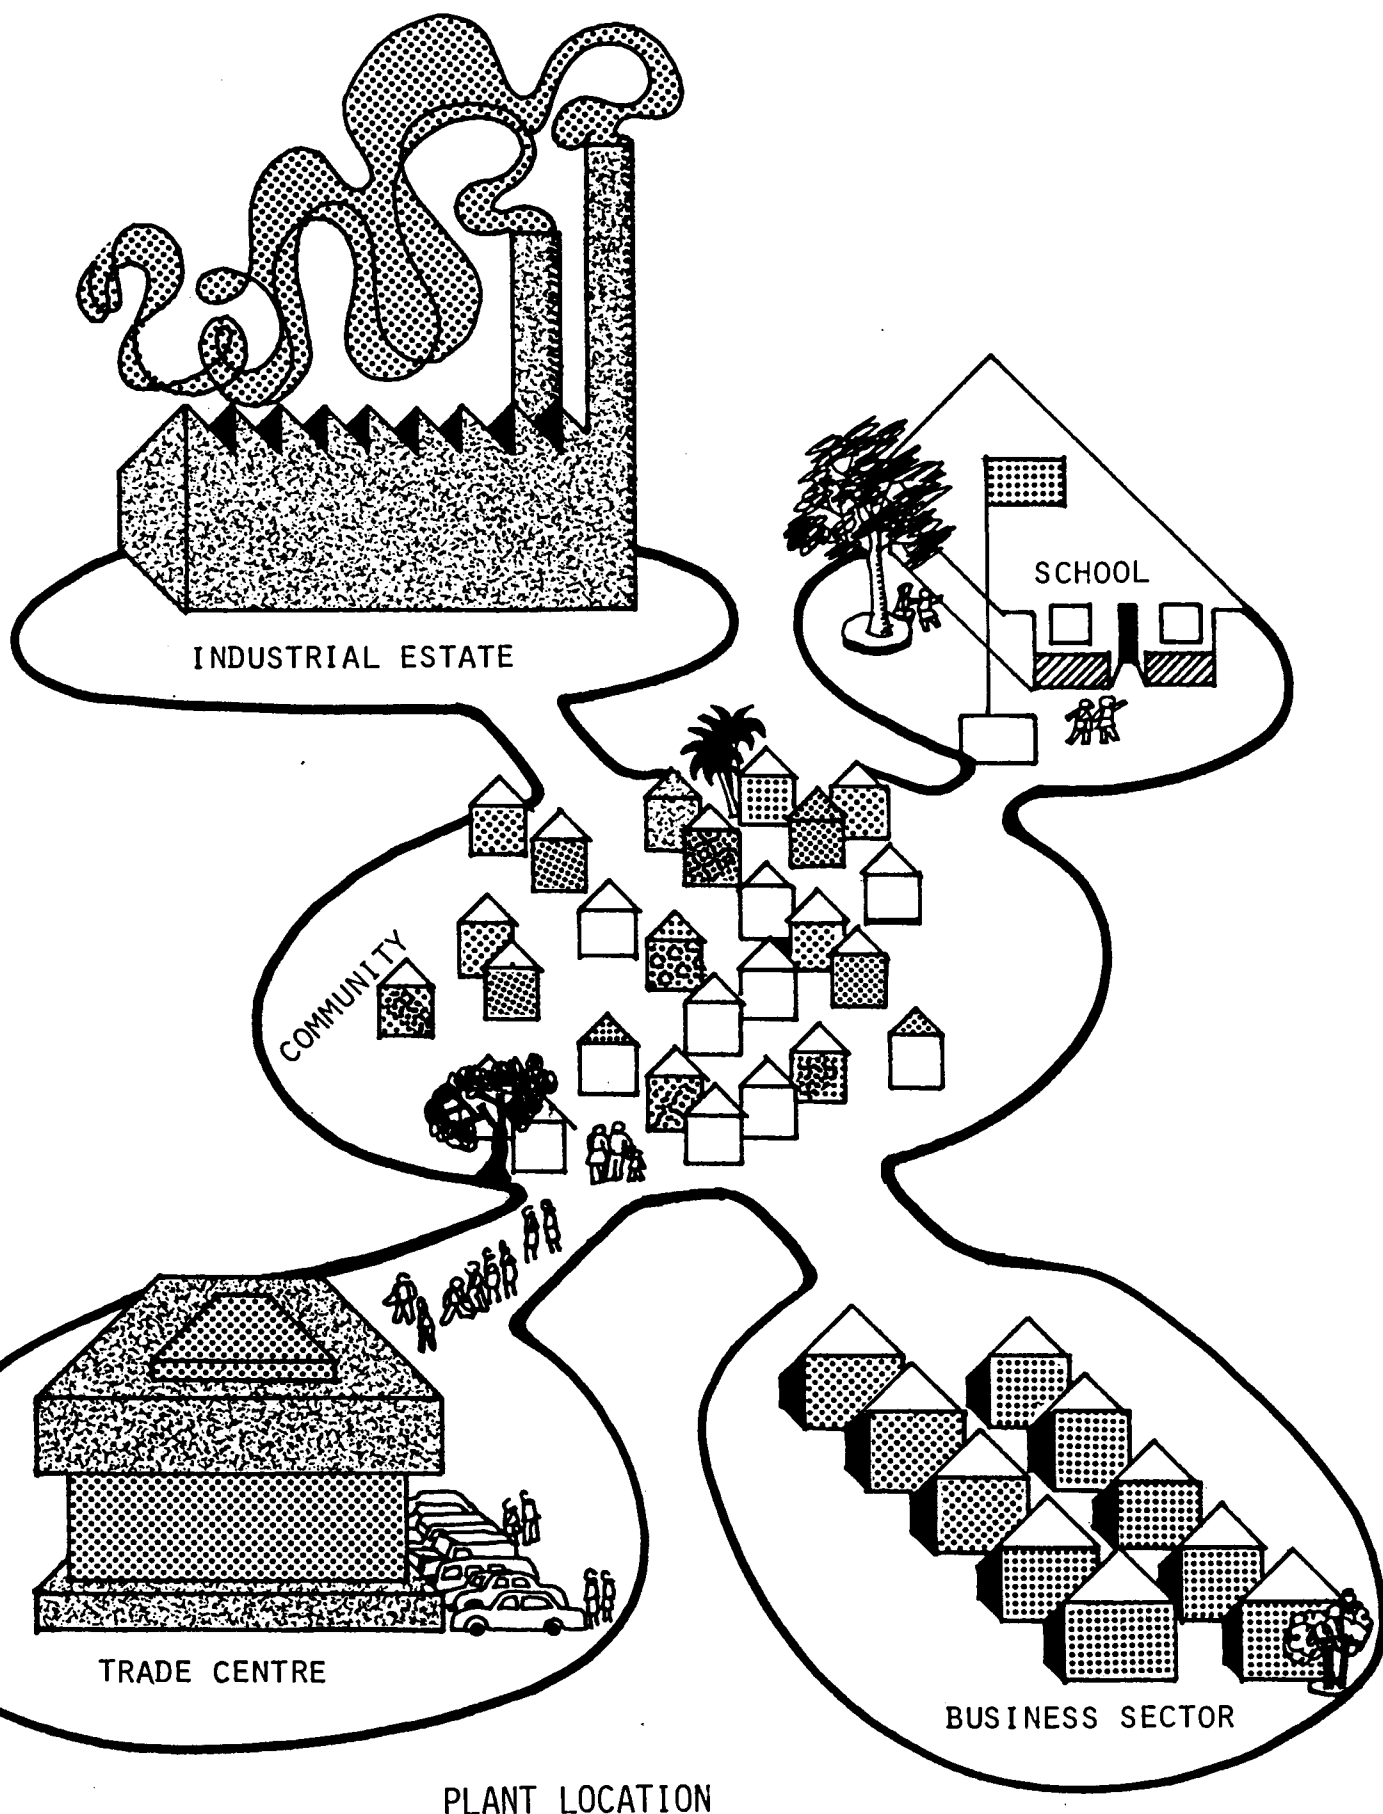 SCHOOL
INDUSTRIAL ESTATE
COMMUNITY
TRADE CENTRE
BUSINESS SECTOR
PLANT LOCATION